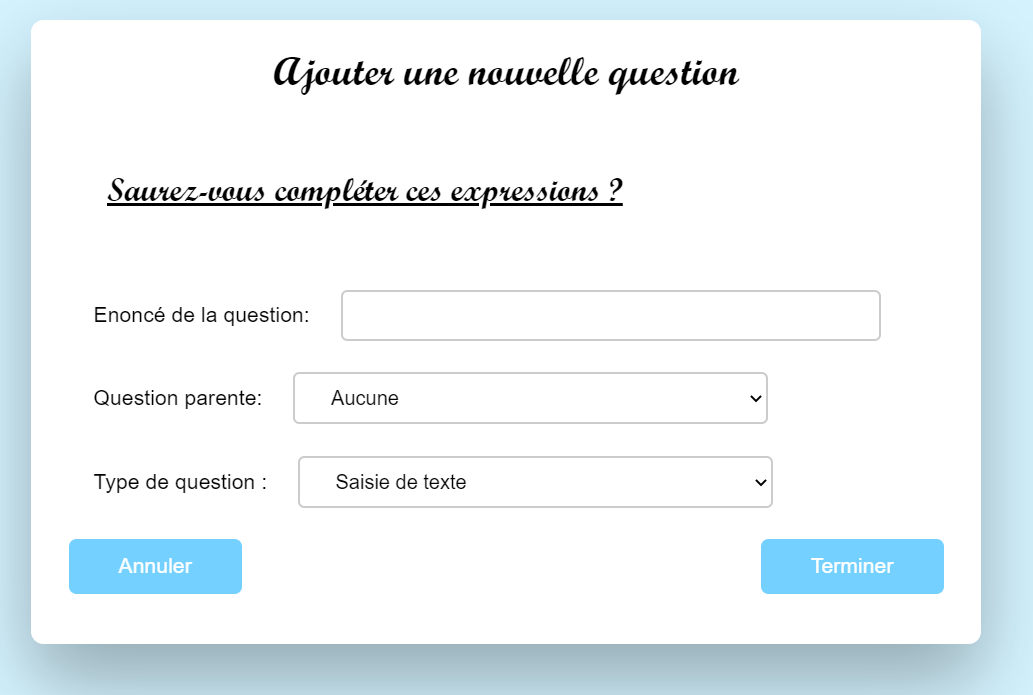 Ajouter une nouvelle question
Saurez-vous compléter ces expressions ?
Enoncé de la question:
Question parente: Aucune
Type de question : Saisie de texte
Annuler Terminer